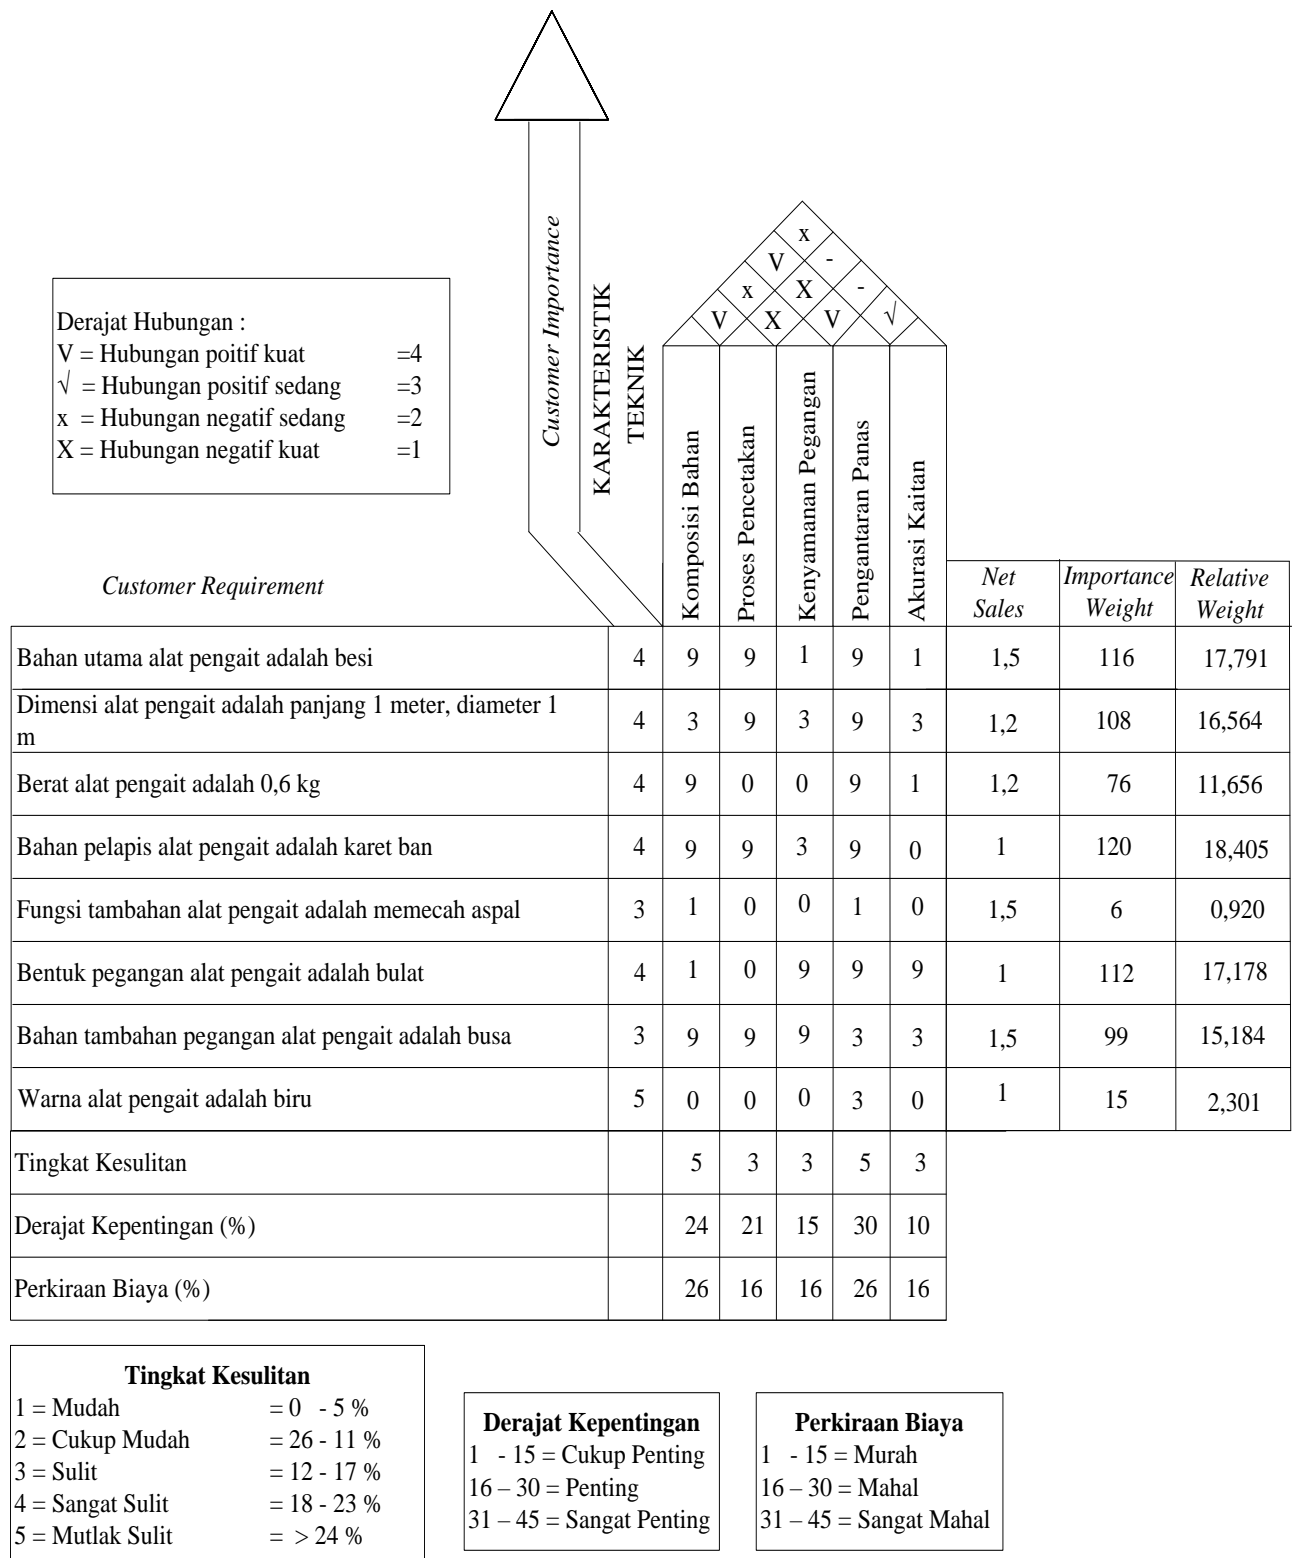 x
V -
x X -
V X V √
Derajat Hubungan :
V = Hubungan poitif kuat =4
√ = Hubungan positif sedang =3
x = Hubungan negatif sedang =2
X = Hubungan negatif kuat =1
Customer Importance
KARAKTERISTIK
TEKNIK
Komposisi Bahan
Proses Pencetakan
Kenyamanan Pegangan
Pengantaran Panas
Akurasi Kaitan
Customer Requirement
Net
Sales
Importance
Weight
Relative
Weight
Bahan utama alat pengait adalah besi 4 9 9 1 9 1 1,5 116 17,791
Dimensi alat pengait adalah panjang 1 meter, diameter 1
m 4 3 9 3 9 3 1,2 108 16,564
Berat alat pengait adalah 0,6 kg 4 9 0 0 9 1 1,2 76 11,656
Bahan pelapis alat pengait adalah karet ban 4 9 9 3 9 0 1 120 18,405
Fungsi tambahan alat pengait adalah memecah aspal 3 1 0 0 1 0 1,5 6 0,920
Bentuk pegangan alat pengait adalah bulat 4 1 0 9 9 9 1 112 17,178
Bahan tambahan pegangan alat pengait adalah busa 3 9 9 9 3 3 1,5 99 15,184
Warna alat pengait adalah biru 5 0 0 0 3 0 1 15 2,301
Tingkat Kesulitan 5 3 3 5 3
Derajat Kepentingan (%) 24 21 15 30 10
Perkiraan Biaya (%) 26 16 16 26 16
Tingkat Kesulitan
1 = Mudah = 0 - 5 %
2 = Cukup Mudah = 26 - 11 %
3 = Sulit = 12 - 17 %
4 = Sangat Sulit = 18 - 23 %
5 = Mutlak Sulit = > 24 %
Derajat Kepentingan
1 - 15 = Cukup Penting
16 – 30 = Penting
31 – 45 = Sangat Penting
Perkiraan Biaya
1 - 15 = Murah
16 – 30 = Mahal
31 – 45 = Sangat Mahal